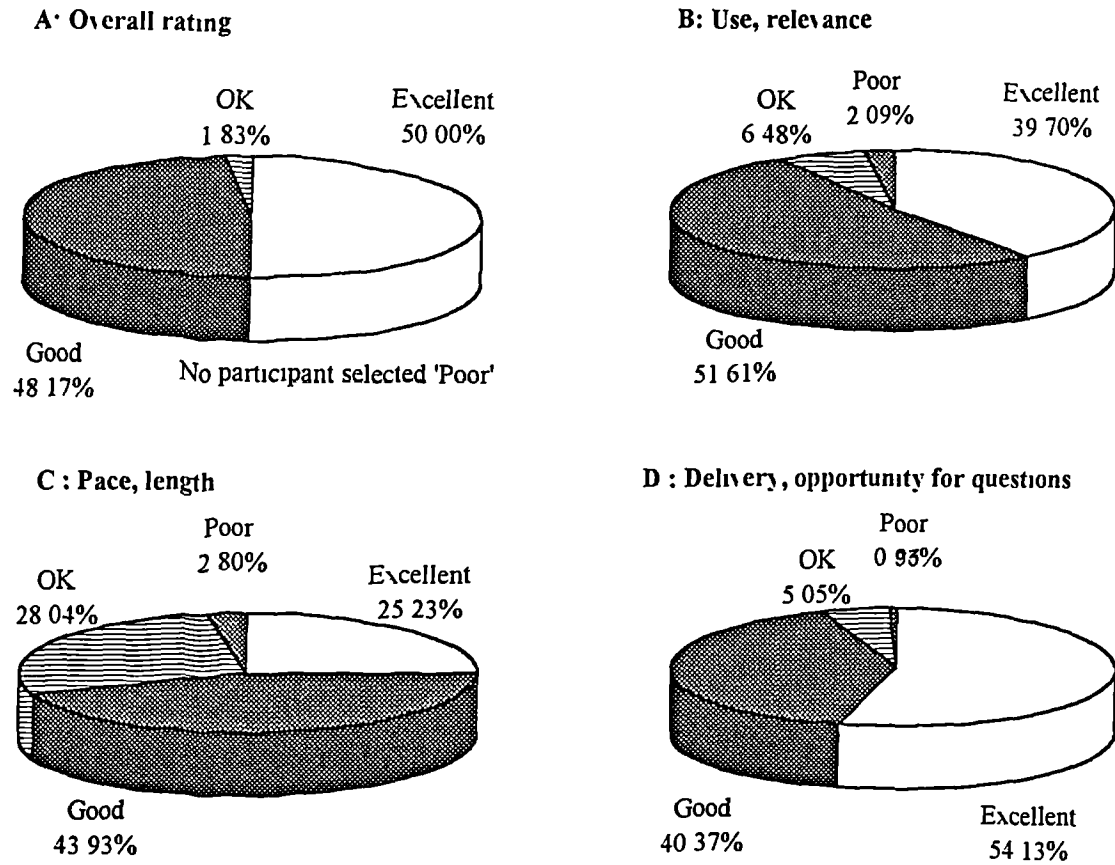 A: Overall rating
OK
1 83%
Excellent
50 00%
Good
48 17%
No participant selected 'Poor'
B: Use, relevance
OK
6 48%
Poor
2 09%
Excellent
39 70%
Good
51 61%
C : Pace, length
OK
28 04%
Poor
2 80%
Excellent
25 23%
Good
43 93%
D : Delivery, opportunity for questions
OK
5 05%
Poor
0 93%
Good
40 37%
Excellent
54 13%